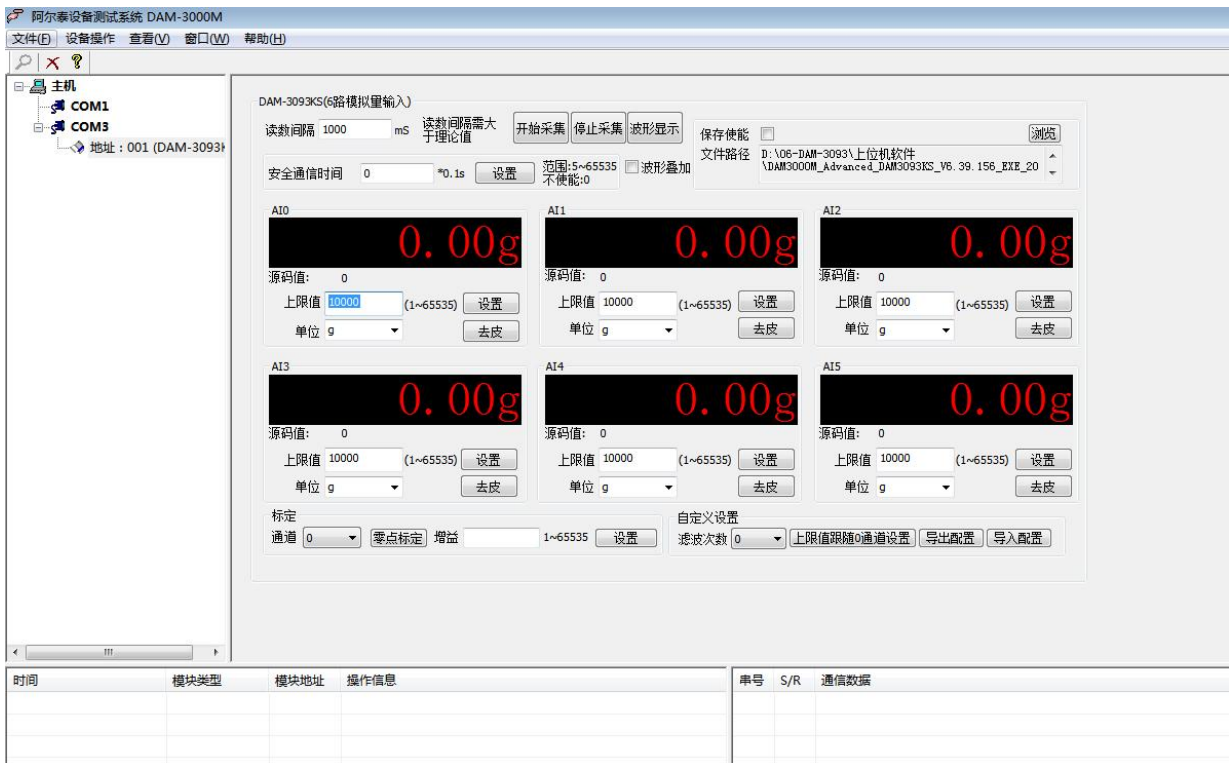 阿尔泰设备测试系统 DAM-3000M
文件(F) 设备操作 查看(V) 窗口(W) 帮助(H)
主机
COM1
COM3
地址：001 (DAM-3093K
DAM-3093KS(6路模拟量输入)
读数间隔 1000 mS 读数间隔需大于理论值 开始采集 停止采集 波形显示
保存使能 浏览
文件路径 D:\06-DAM-3093\上位机软件
\DAM3000M_Advanced_DAM3093KS_V6.39.156_EXE_20
安全通信时间 0 *0.1s 设置 范围:5~65535 不使能:0 波形叠加
AI0 AI1 AI2
0.00g 0.00g 0.00g
源码值: 0 源码值: 0 源码值: 0
上限值 10000 (1~65535) 设置 上限值 10000 (1~65535) 设置 上限值 10000 (1~65535) 设置
单位 g 去皮 单位 g 去皮 单位 g 去皮
AI3 AI4 AI5
0.00g 0.00g 0.00g
源码值: 0 源码值: 0 源码值: 0
上限值 10000 (1~65535) 设置 上限值 10000 (1~65535) 设置 上限值 10000 (1~65535) 设置
单位 g 去皮 单位 g 去皮 单位 g 去皮
标定 自定义设置
通道 0 零点标定 增益 1~65535 设置 滤波次数 0 上限值跟随0通道设置 导出配置 导入配置
时间 模块类型 模块地址 操作信息 串号 S/R 通信数据